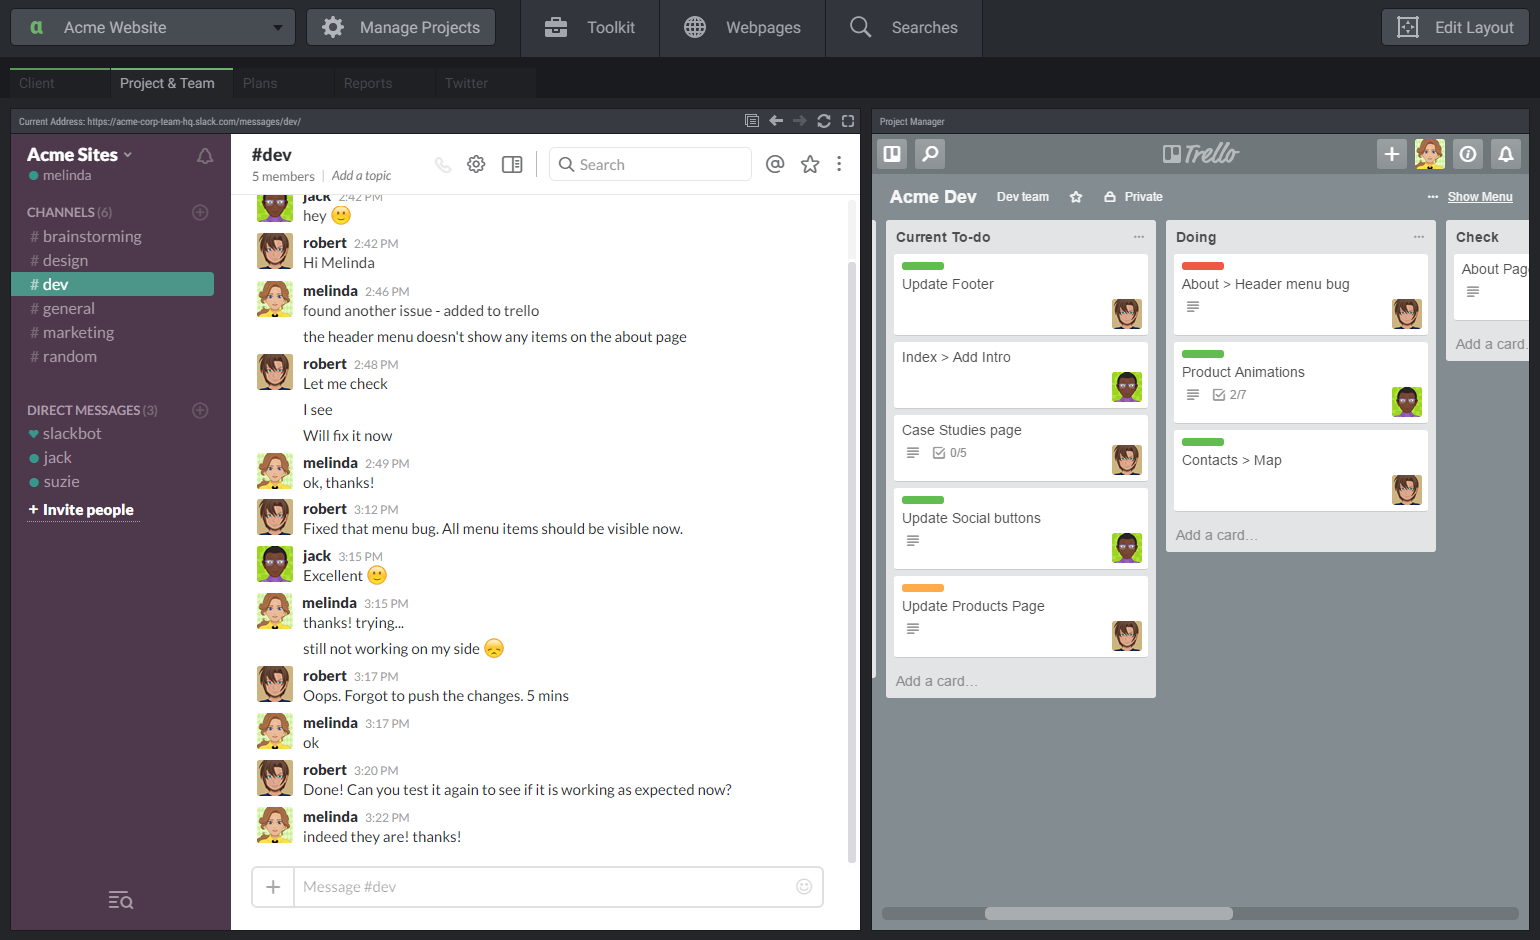 α Acme Website
Manage Projects
Toolkit
Webpages
Searches
Edit Layout
Client
Project & Team
Plans
Reports
Twitter
Current Address: https://acme-corp-team-hq.slack.com/messages/dev/
Acme Sites
melinda
CHANNELS (6)
# brainstorming
# design
# dev
# general
# marketing
# random
DIRECT MESSAGES (3)
slackbot
jack
suzie
+ Invite people
#dev
5 members | Add a topic
Search
jack 2:42 PM
hey 🙂
robert 2:42 PM
Hi Melinda
melinda 2:46 PM
found another issue - added to trello
the header menu doesn't show any items on the about page
robert 2:48 PM
Let me check
I see
Will fix it now
melinda 2:49 PM
ok, thanks!
robert 3:12 PM
Fixed that menu bug. All menu items should be visible now.
jack 3:15 PM
Excellent 🙂
melinda 3:15 PM
thanks! trying...
still not working on my side 😞
robert 3:17 PM
Oops. Forgot to push the changes. 5 mins
melinda 3:17 PM
ok
robert 3:20 PM
Done! Can you test it again to see if it is working as expected now?
melinda 3:22 PM
indeed they are! thanks!
+ Message #dev
Project Manager
Trello
Acme Dev
Dev team
Private
... Show Menu
Current To-do ...
Update Footer
Index > Add Intro
Case Studies page
0/5
Update Social buttons
Update Products Page
Add a card...
Doing ...
About > Header menu bug
Product Animations
2/7
Contacts > Map
Add a card...
Check
About Pag
Add a card.